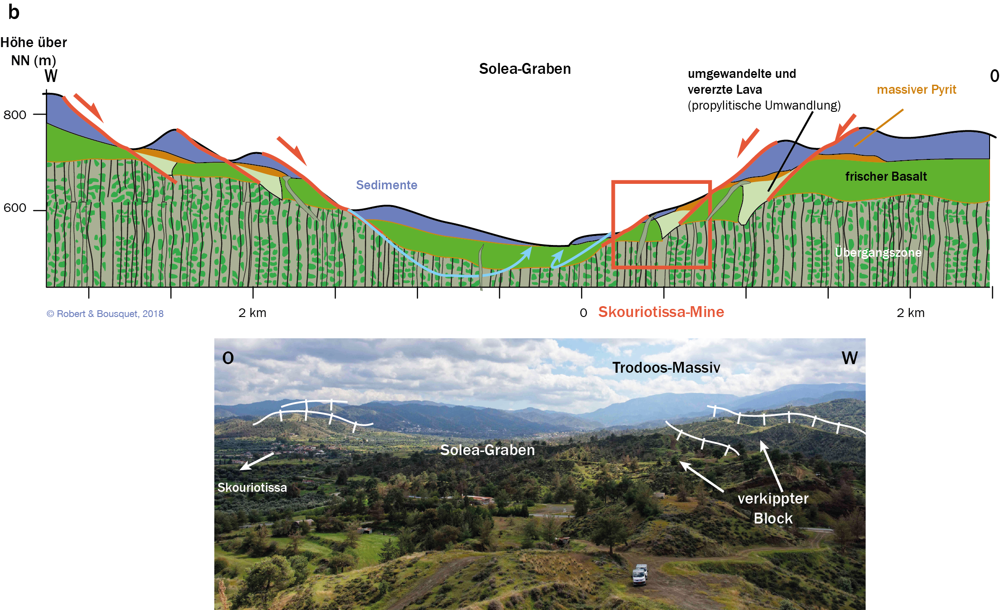 b
Höhe über
NN (m)
W
O
Solea-Graben
umgewandelte und
vererzte Lava
(propylitische Umwandlung)
massiver Pyrit
800
600
Sedimente
frischer Basalt
Übergangszone
© Robert & Bousquet, 2018
2 km
0
Skouriotissa-Mine
2 km
O
W
Trodoos-Massiv
Solea-Graben
Skouriotissa
verkippter
Block